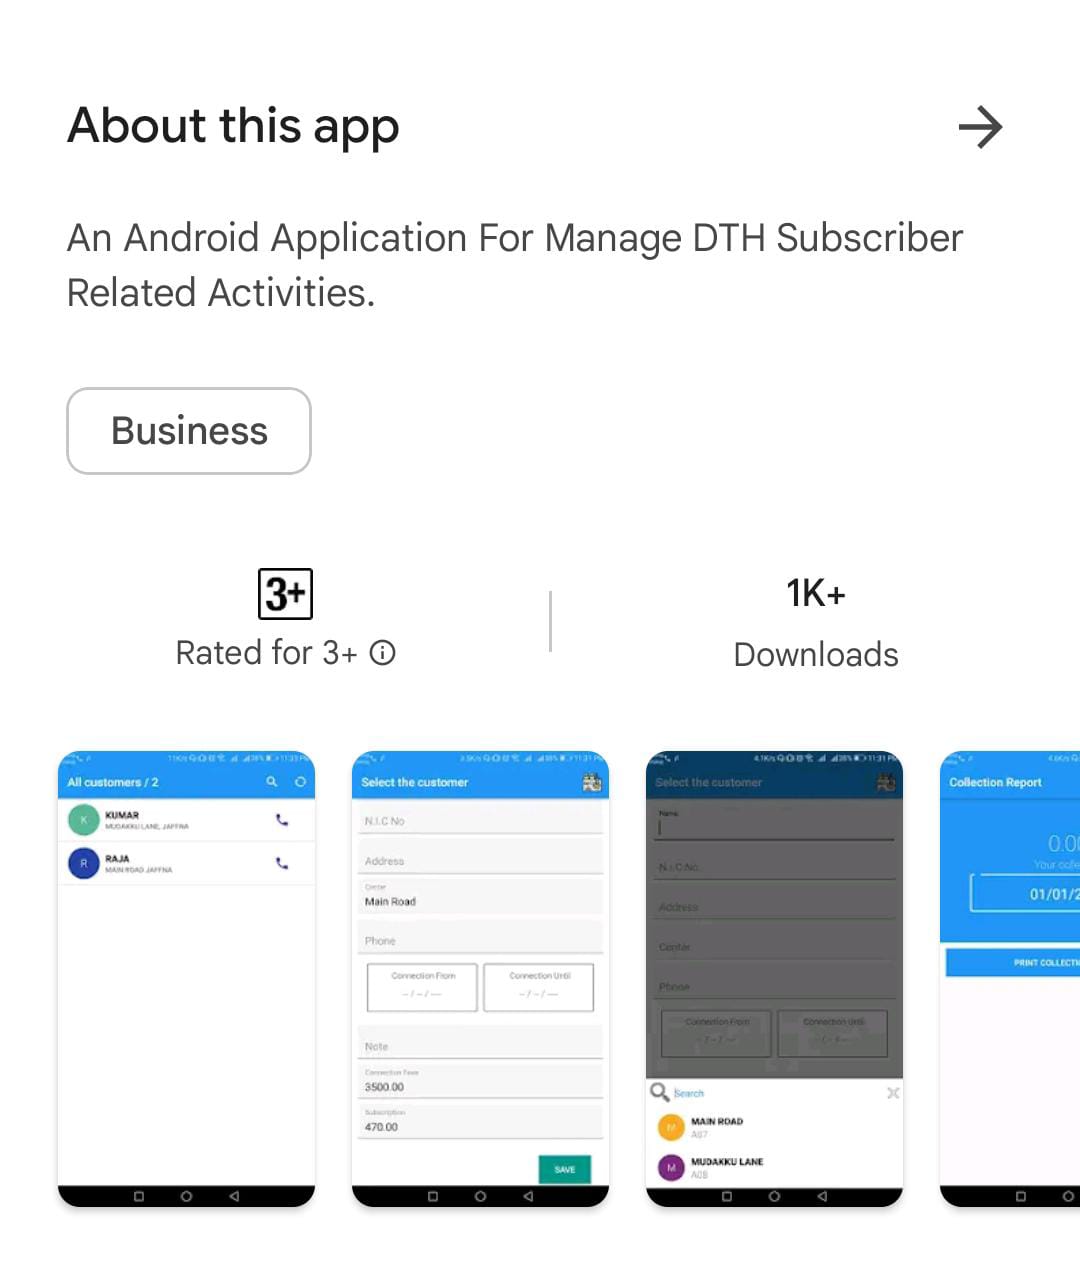 About this app
An Android Application For Manage DTH Subscriber
Related Activities.
Business
3+
Rated for 3+
1K+
Downloads
All customers / 2
K
KUMAR
MUDAKKU LANE, JAFFNA
R
RAJA
MAIN ROAD JAFFNA
Select the customer
N.I.C No
Address
Center
Main Road
Phone
Connection From
Connection Until
- / - / —
- / - / —
Note
Connection Fees
3500.00
Subscription
470.00
SAVE
Select the customer
Name
N.I.C No
Address
Center
Phone
Connection From
Connection Until
Search
M
MAIN ROAD
A07
M
MUDAKKU LANE
A08
Collection Report
0.0
Your colle
01/01/2
PRINT COLLECTI